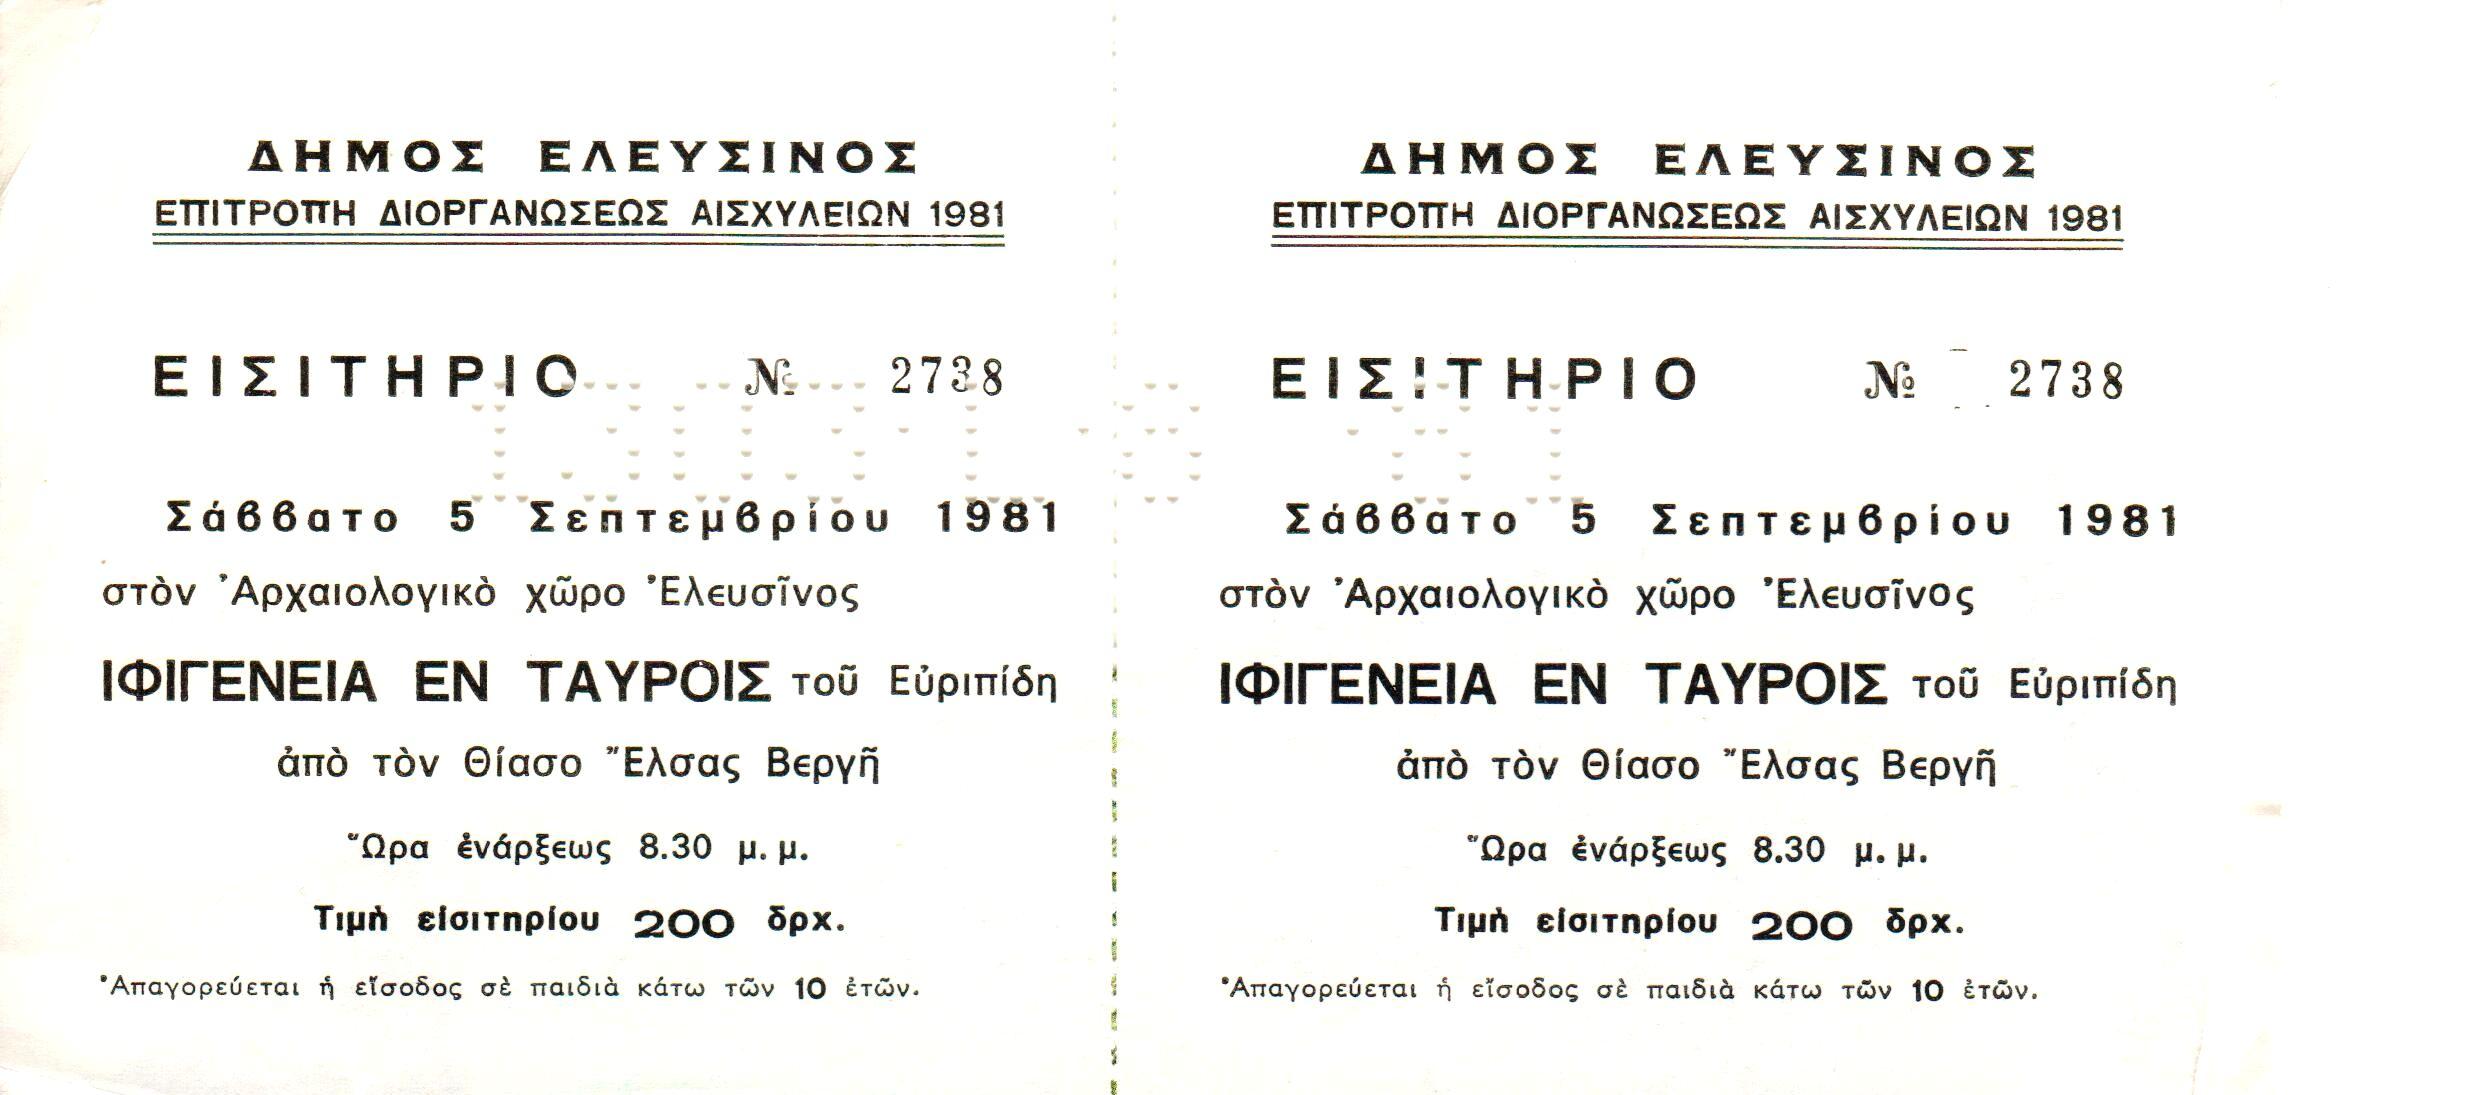 ΔΗΜΟΣ ΕΛΕΥΣΙΝΟΣ
ΕΠΙΤΡΟΠΗ ΔΙΟΡΓΑΝΩΣΕΩΣ ΑΙΣΧΥΛΕΙΩΝ 1981
ΕΙΣΙΤΗΡΙΟ № 2738
Σάββατο 5 Σεπτεμβρίου 1981
στὸν Ἀρχαιολογικὸ χῶρο Ἐλευσῖνος
ΙΦΙΓΕΝΕΙΑ ΕΝ ΤΑΥΡΟΙΣ τοῦ Εὐριπίδη
ἀπὸ τὸν Θίασο Ἔλσας Βεργῆ
Ὥρα ἐνάρξεως 8.30 μ.μ.
Τιμὴ εἰσιτηρίου 200 δρχ.
Ἀπαγορεύεται ἡ εἴσοδος σὲ παιδιὰ κάτω τῶν 10 ἐτῶν.
ΔΗΜΟΣ ΕΛΕΥΣΙΝΟΣ
ΕΠΙΤΡΟΠΗ ΔΙΟΡΓΑΝΩΣΕΩΣ ΑΙΣΧΥΛΕΙΩΝ 1981
ΕΙΣΙΤΗΡΙΟ № 2738
Σάββατο 5 Σεπτεμβρίου 1981
στὸν Ἀρχαιολογικὸ χῶρο Ἐλευσῖνος
ΙΦΙΓΕΝΕΙΑ ΕΝ ΤΑΥΡΟΙΣ τοῦ Εὐριπίδη
ἀπὸ τὸν Θίασο Ἔλσας Βεργῆ
Ὥρα ἐνάρξεως 8.30 μ.μ.
Τιμὴ εἰσιτηρίου 200 δρχ.
Ἀπαγορεύεται ἡ εἴσοδος σὲ παιδιὰ κάτω τῶν 10 ἐτῶν.